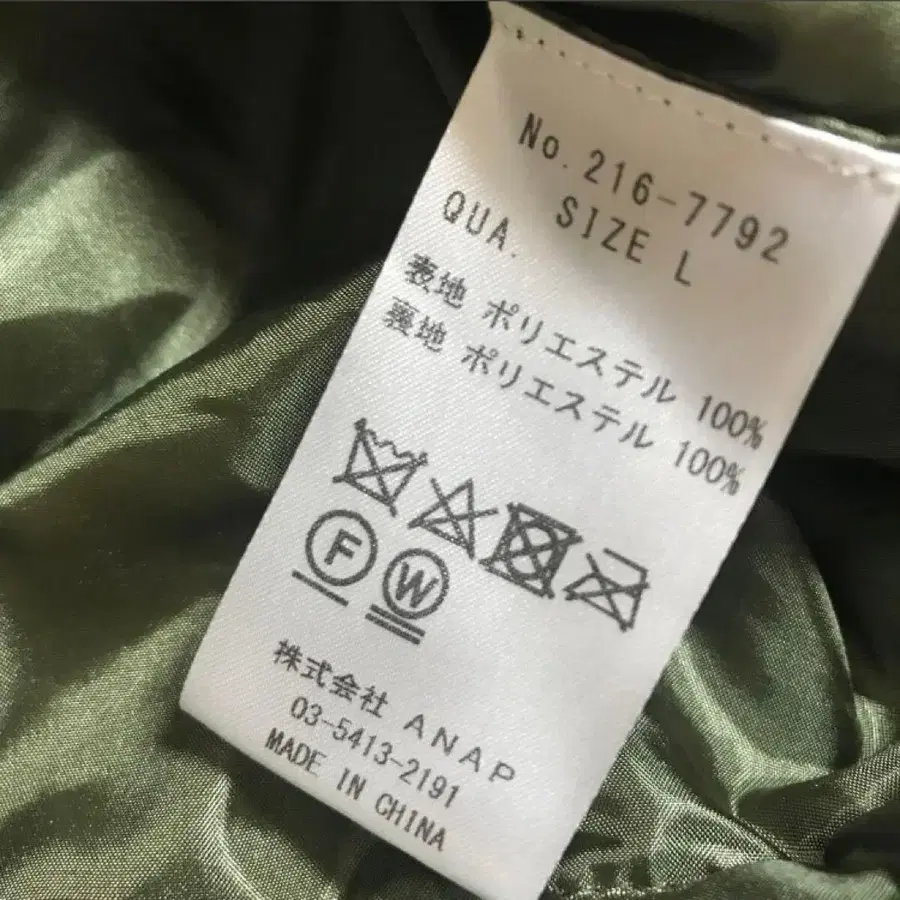 No. 216-7792
SIZE L
QUA.
表地 ポリエステル 100%
裏地 ポリエステル 100%
F
W
株式会社 ANAP
03-5413-2191
MADE IN CHINA